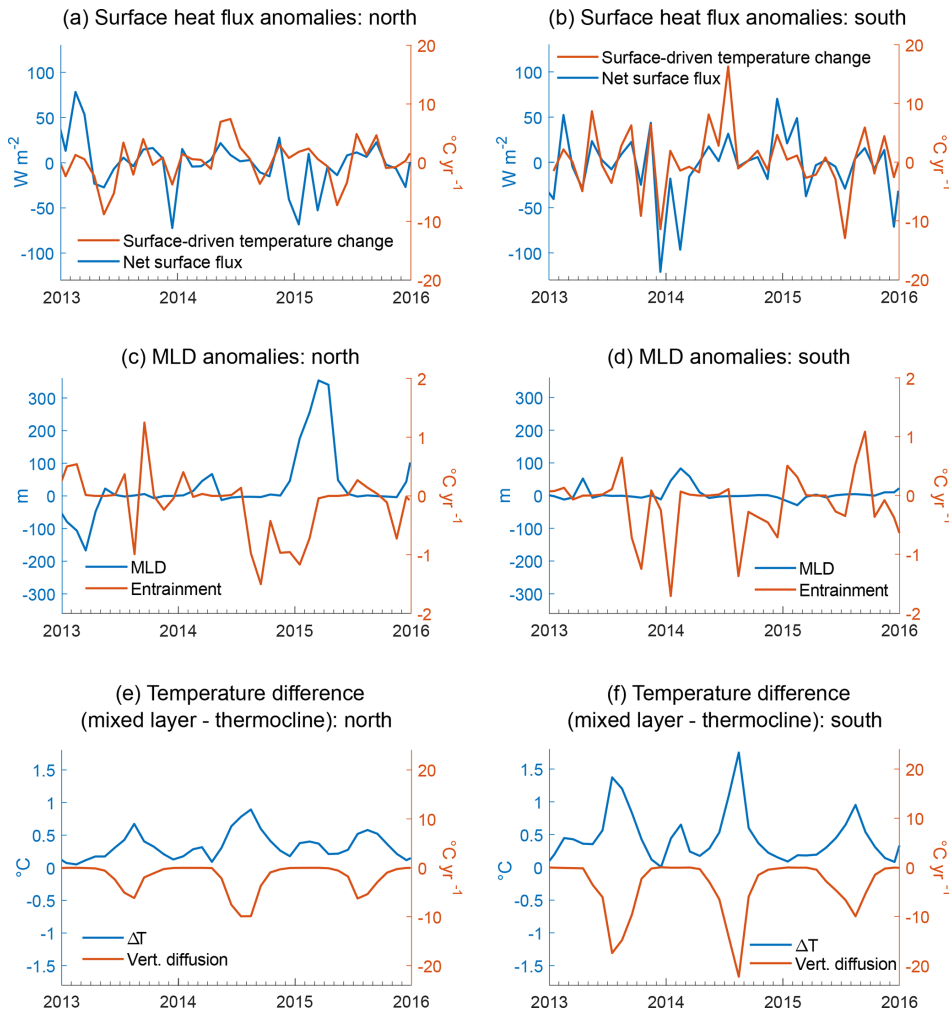 (a) Surface heat flux anomalies: north
20
100
10
50
W m-2
0
0
°C yr-1
-50
-10
Surface-driven temperature change
-100
Net surface flux
-20
2013 2014 2015 2016
(b) Surface heat flux anomalies: south
20
Surface-driven temperature change
100
Net surface flux
10
50
W m-2
0
0
°C yr-1
-50
-10
-100
-20
2013 2014 2015 2016
(c) MLD anomalies: north
2
300
200
1
100
m
0
0
°C yr-1
-100
-1
-200
MLD
-300
Entrainment
-2
2013 2014 2015 2016
(d) MLD anomalies: south
2
300
200
1
100
m
0
0
°C yr-1
-100
-1
-200
MLD
-300
Entrainment
-2
2013 2014 2015 2016
(e) Temperature difference
(mixed layer - thermocline): north
1.5
20
1
10
0.5
°C
0
0
°C yr-1
0.5
-10
-1
ΔT
-1.5
Vert. diffusion
-20
2013 2014 2015 2016
(f) Temperature difference
(mixed layer - thermocline): south
1.5
20
1
10
0.5
°C
0
0
°C yr-1
0.5
-10
-1
ΔT
-1.5
Vert. diffusion
-20
2013 2014 2015 2016